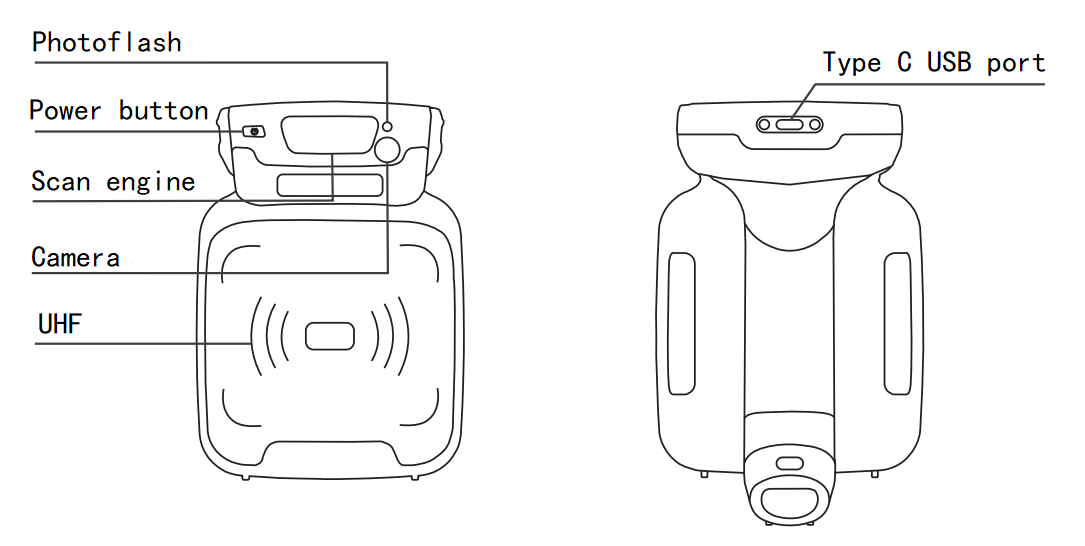 Photoflash
Type C USB port
Power button
Scan engine
Camera
UHF